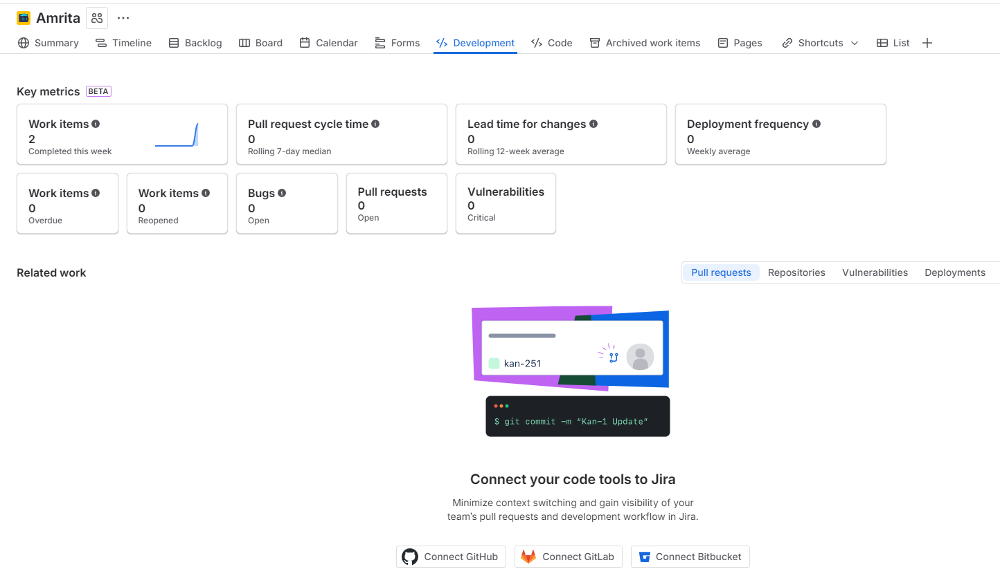 Amrita
Summary Timeline Backlog Board Calendar Forms Development Code Archived work items Pages Shortcuts List
Key metrics BETA
Work items
2
Completed this week
Pull request cycle time
0
Rolling 7-day median
Lead time for changes
0
Rolling 12-week average
Deployment frequency
0
Weekly average
Work items
0
Overdue
Work items
0
Reopened
Bugs
0
Open
Pull requests
0
Open
Vulnerabilities
0
Critical
Related work
Pull requests Repositories Vulnerabilities Deployments
kan-251
$ git commit -m “Kan-1 Update”
Connect your code tools to Jira
Minimize context switching and gain visibility of your
team's pull requests and development workflow in Jira.
Connect GitHub Connect GitLab Connect Bitbucket